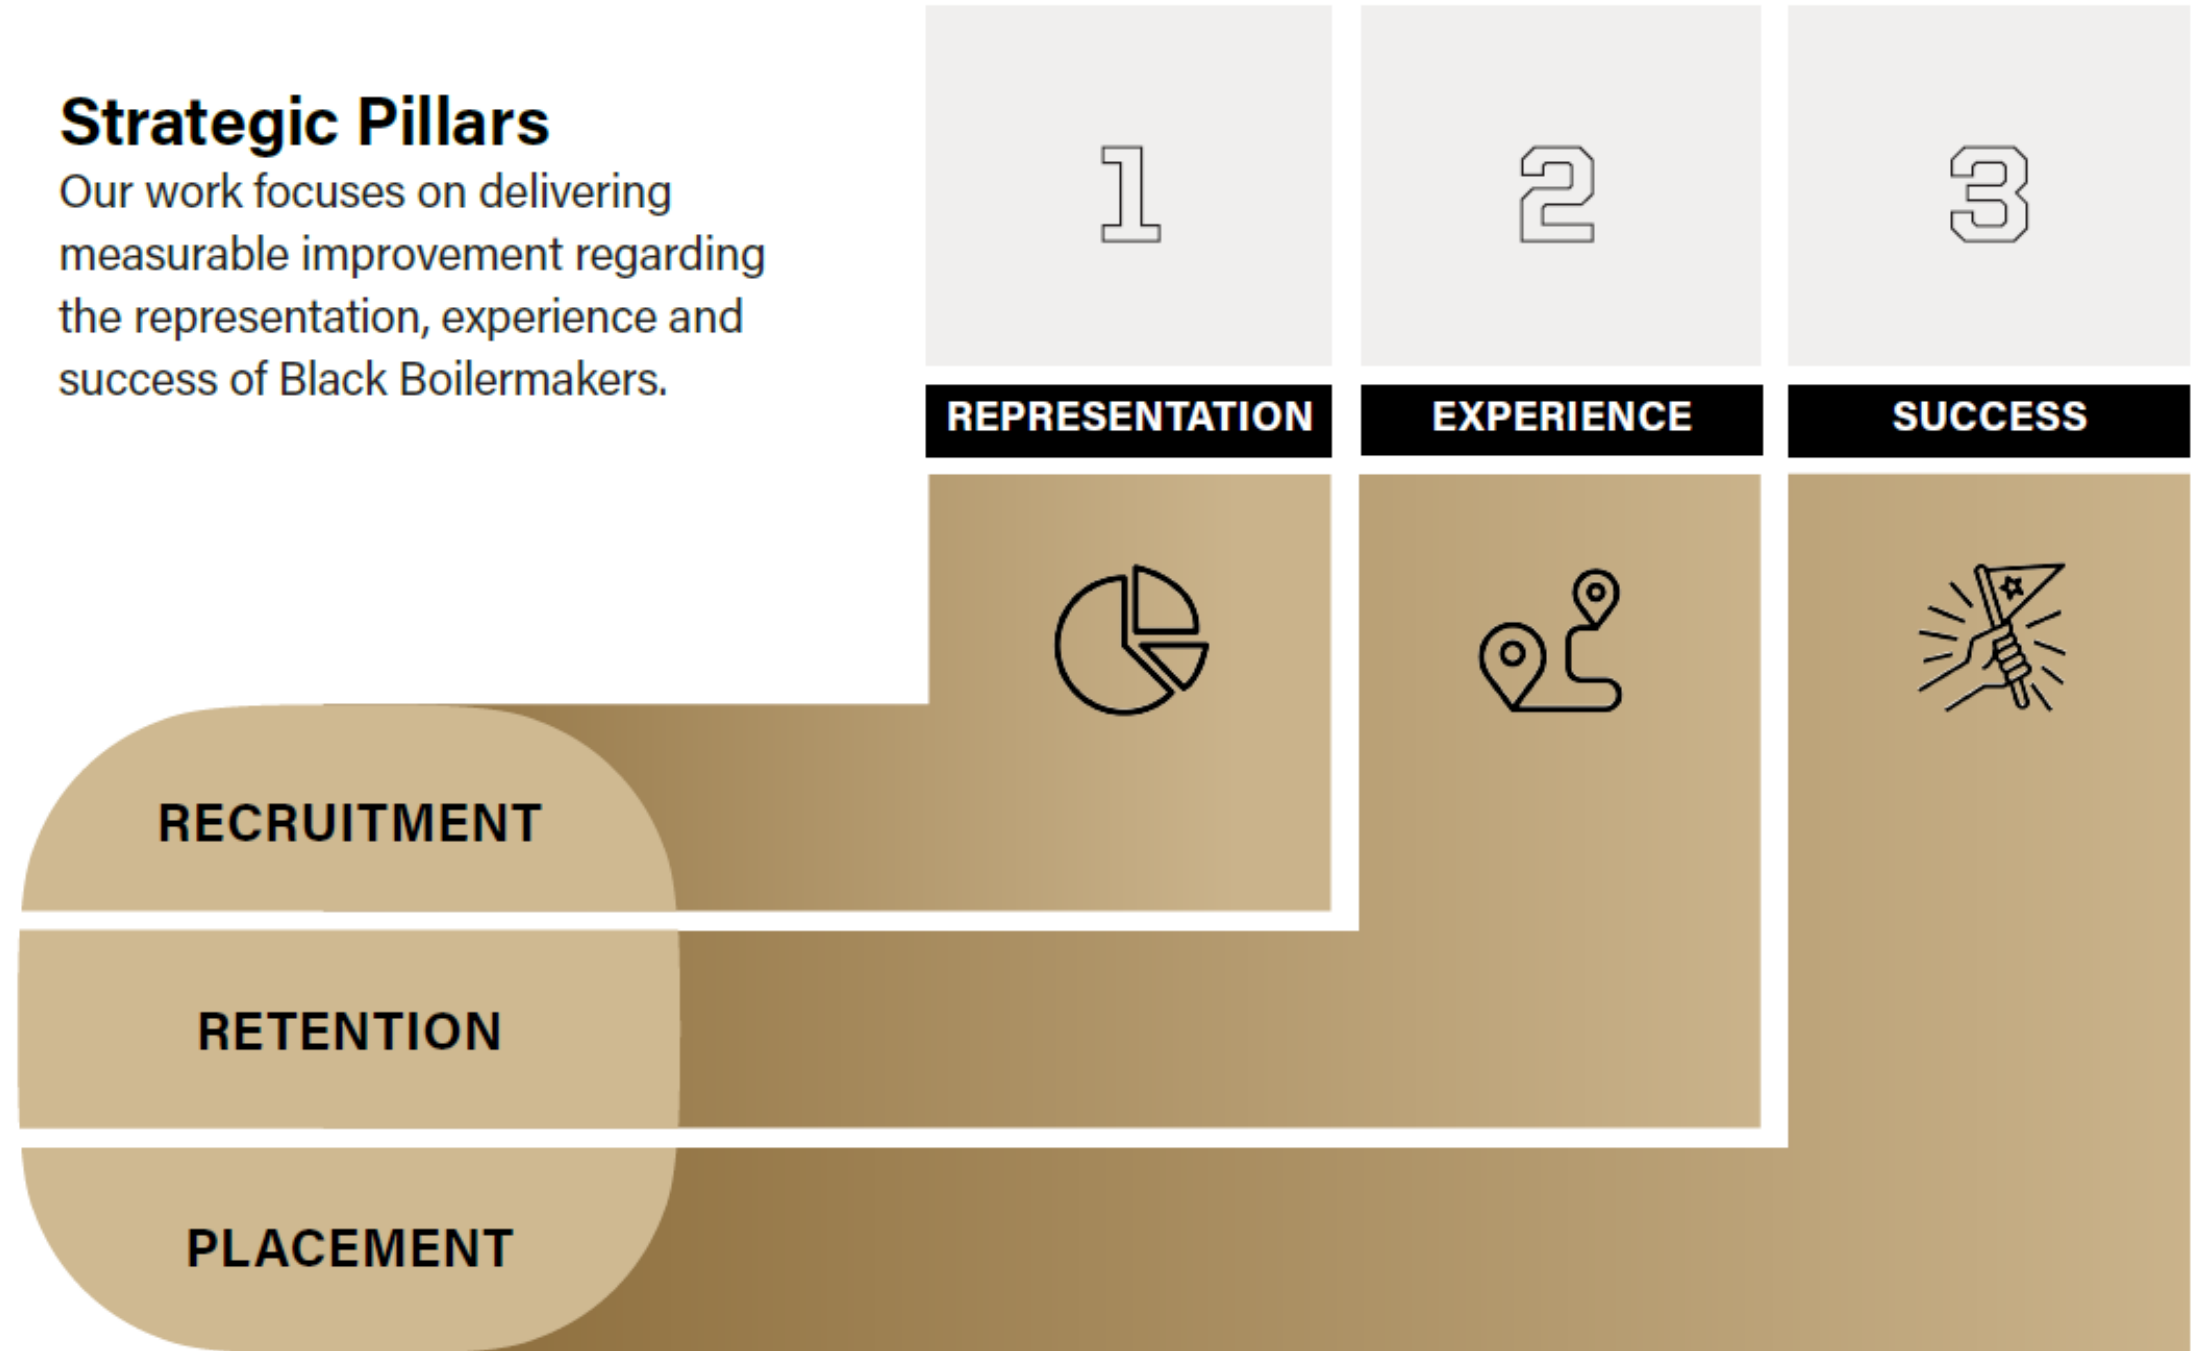 Strategic Pillars
Our work focuses on delivering
measurable improvement regarding
the representation, experience and
success of Black Boilermakers.
1
2
3
REPRESENTATION
EXPERIENCE
SUCCESS
RECRUITMENT
RETENTION
PLACEMENT